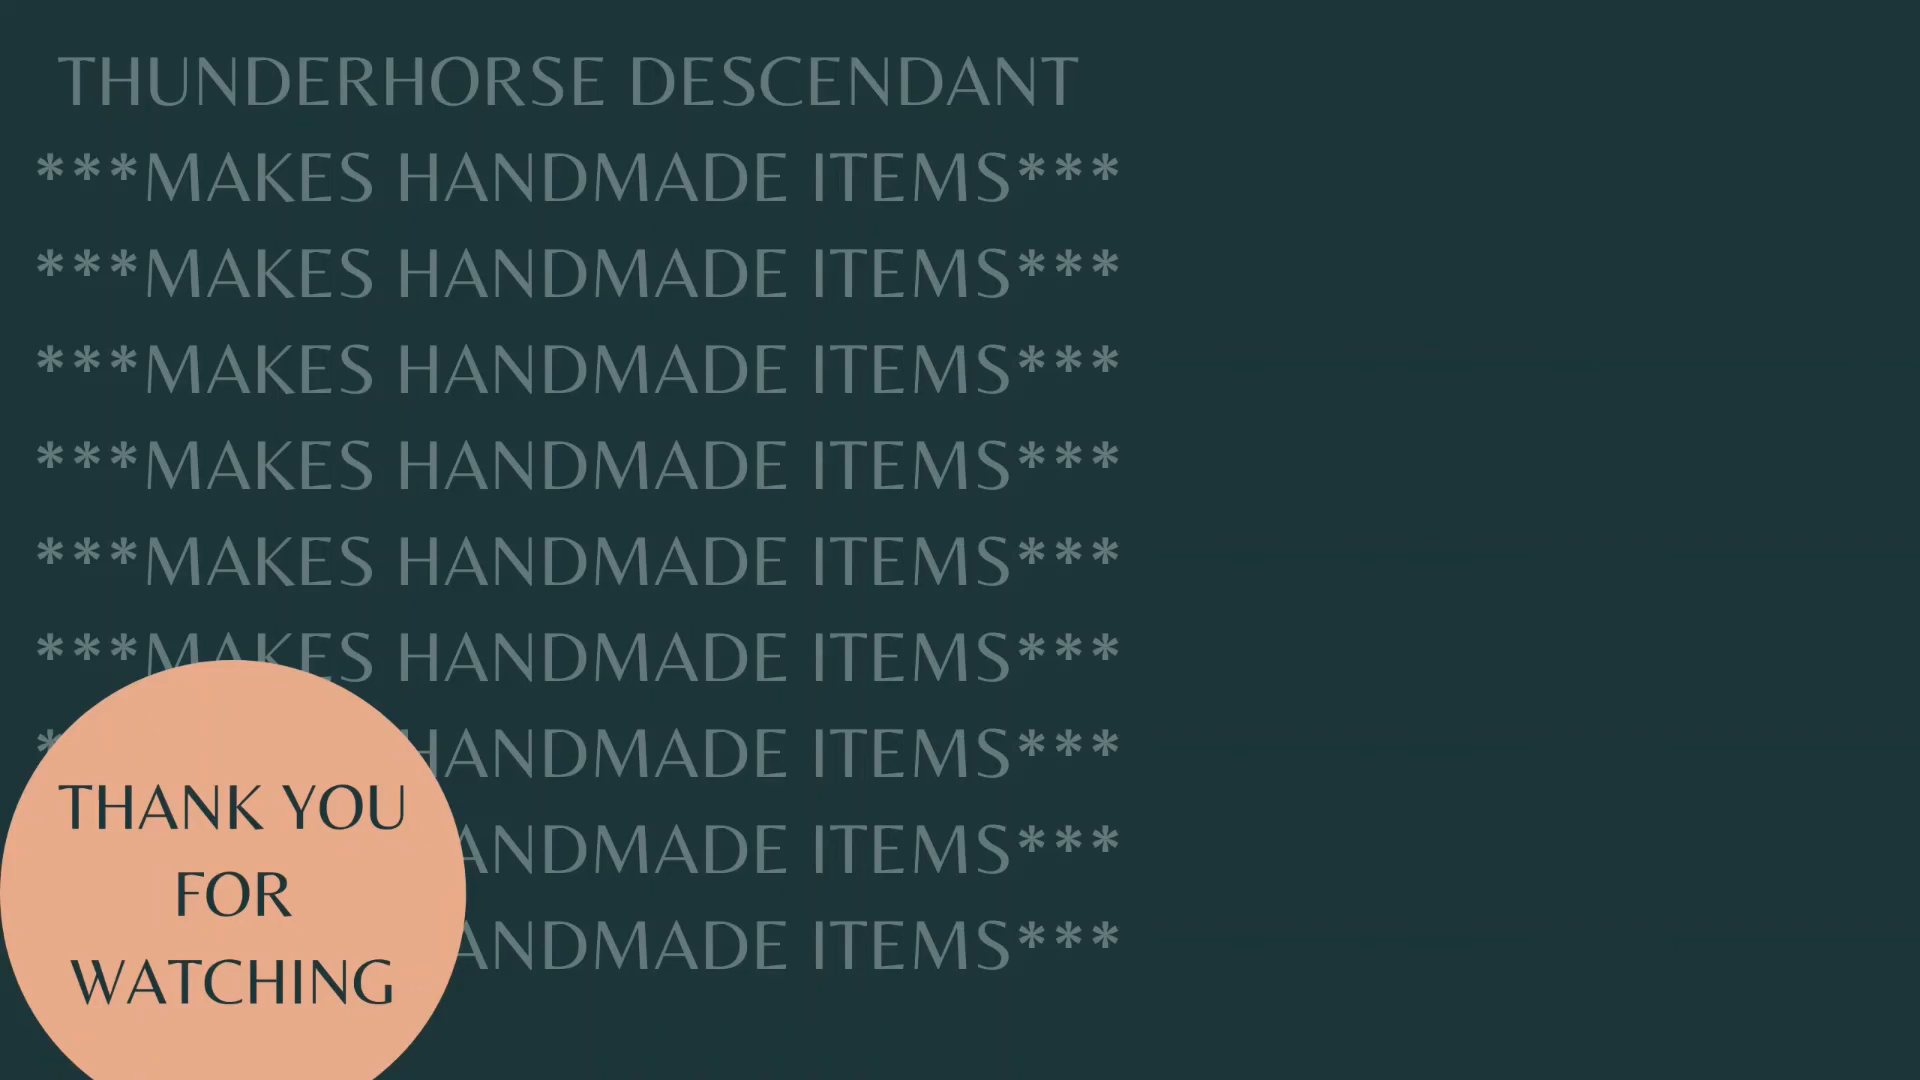 THUNDERHORSE DESCENDANT
***MAKES HANDMADE ITEMS***
***MAKES HANDMADE ITEMS***
***MAKES HANDMADE ITEMS***
***MAKES HANDMADE ITEMS***
***MAKES HANDMADE ITEMS***
***MAKES HANDMADE ITEMS***
HANDMADE ITEMS***
ANDMADE ITEMS***
ANDMADE ITEMS***
THANK YOU
FOR
WATCHING